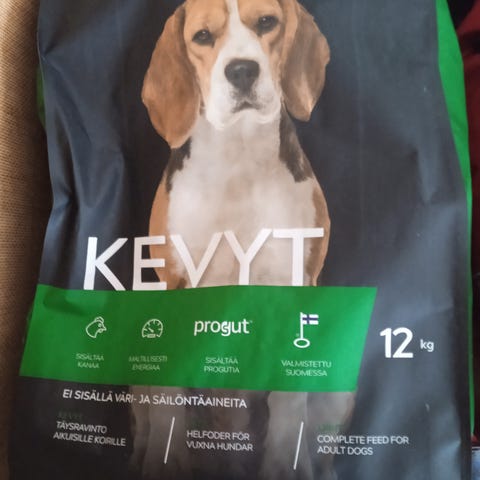 KEVYT
SISÄLTÄÄ
KANAA
MALTILLISESTI
ENERGIAA
progut
SISÄLTÄÄ
PROGUTIA
VALMISTETTU
SUOMESSA
12 kg
EI SISÄLLÄ VÄRI- JA SÄILÖNTÄAINEITA
KEVYT
TÄYSRAVINTO
AIKUISILLE KOIRILLE
HELFODER FÖR
VUXNA HUNDAR
LIGHT
COMPLETE FEED FOR
ADULT DOGS